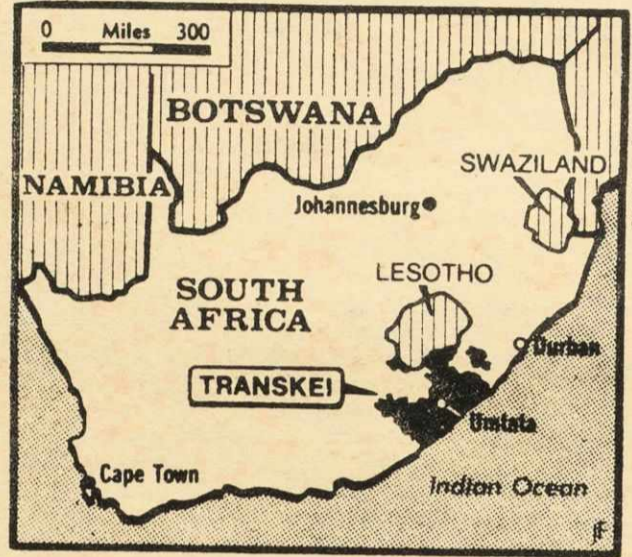 0 Miles 300
BOTSWANA
SWAZILAND
NAMIBIA
Johannesburg
LESOTHO
SOUTH
AFRICA
Durban
TRANSKEI
Umtata
Cape Town
Indian Ocean